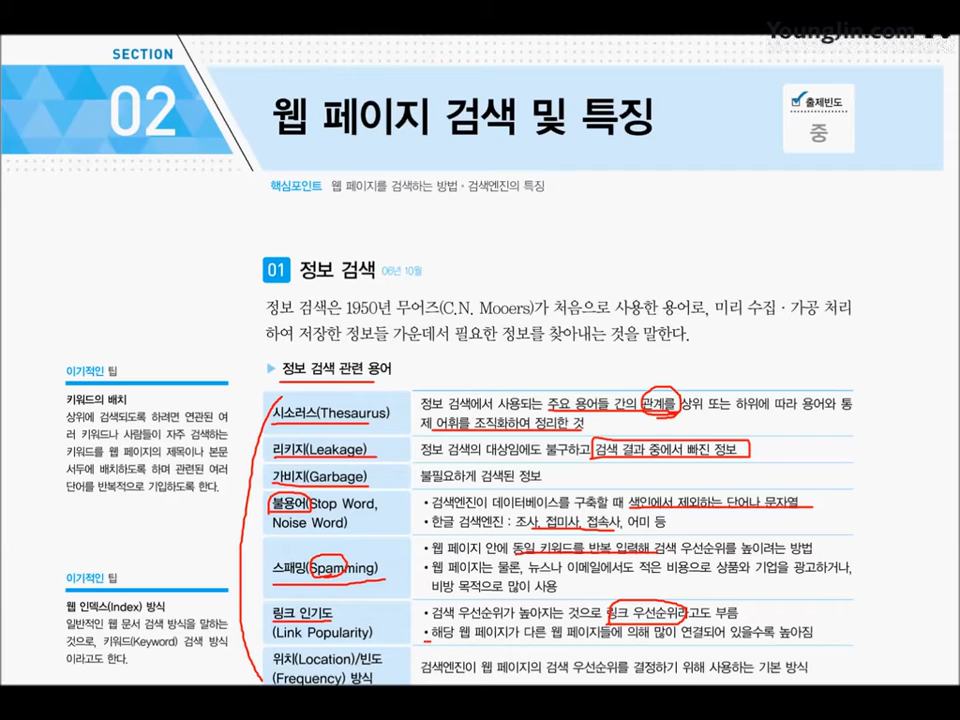 YoungJin.com
SECTION
02
웹 페이지 검색 및 특징
출제빈도
중
핵심포인트 웹 페이지를 검색하는 방법 • 검색엔진의 특징
01 정보 검색 06년 10월
정보 검색은 1950년 무어즈(C.N. Mooers)가 처음으로 사용한 용어로, 미리 수집 · 가공 처리
하여 저장한 정보들 가운데서 필요한 정보를 찾아내는 것을 말한다.
▶ 정보 검색 관련 용어
시소러스(Thesaurus)
정보 검색에서 사용되는 주요 용어들 간의 관계를 상위 또는 하위에 따라 용어와 통
제 어휘를 조직화하여 정리한 것
리키지(Leakage)
정보 검색의 대상임에도 불구하고 검색 결과 중에서 빠진 정보
가비지(Garbage)
불필요하게 검색된 정보
불용어(Stop Word,
Noise Word)
• 검색엔진이 데이터베이스를 구축할 때 색인에서 제외하는 단어나 문자열
• 한글 검색엔진 : 조사, 접미사, 접속사, 어미 등
스패밍(Spamming)
• 웹 페이지 안에 동일 키워드를 반복 입력해 검색 우선순위를 높이려는 방법
• 웹 페이지는 물론, 뉴스나 이메일에서도 적은 비용으로 상품와 기업을 광고하거나,
비방 목적으로 많이 사용
링크 인기도
(Link Popularity)
• 검색 우선순위가 높아지는 것으로 링크 우선순위라고도 부름
• 해당 웹 페이지가 다른 웹 페이지들에 의해 많이 연결되어 있을수록 높아짐
위치(Location)/빈도
(Frequency) 방식
검색엔진이 웹 페이지의 검색 우선순위를 결정하기 위해 사용하는 기본 방식
이기적인 팁
키워드의 배치
상위에 검색되도록 하려면 연관된 여
러 키워드나 사람들이 자주 검색하는
키워드를 웹 페이지의 제목이나 본문
서두에 배치하도록 하며 관련된 여러
단어를 반복적으로 기입하도록 한다.
이기적인 팁
웹 인덱스(Index) 방식
일반적인 웹 문서 검색 방식을 말하는
것으로, 키워드(Keyword) 검색 방식
이라고도 한다.